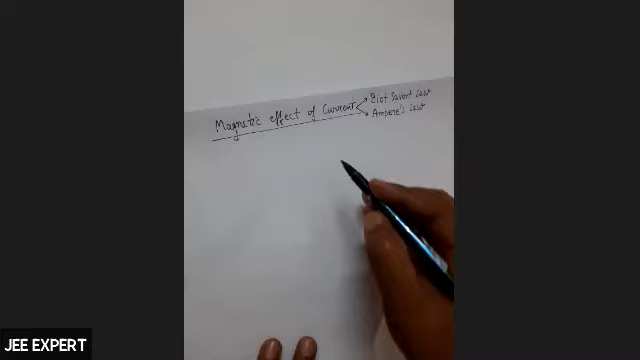 Magnetic effect of Current
Biot Savart Law
Ampere's Law
JEE EXPERT